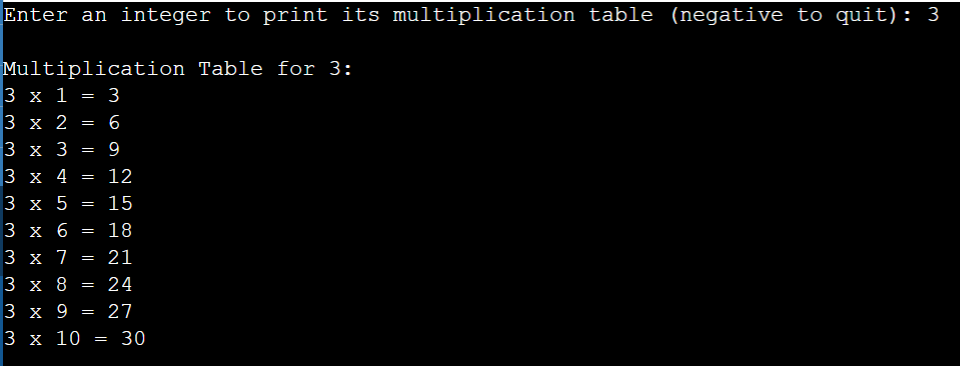 Enter an integer to print its multiplication table (negative to quit): 3
Multiplication Table for 3:
3 x 1 = 3
3 x 2 = 6
3 x 3 = 9
3 x 4 = 12
3 x 5 = 15
3 x 6 = 18
3 x 7 = 21
3 x 8 = 24
3 x 9 = 27
3 x 10 = 30